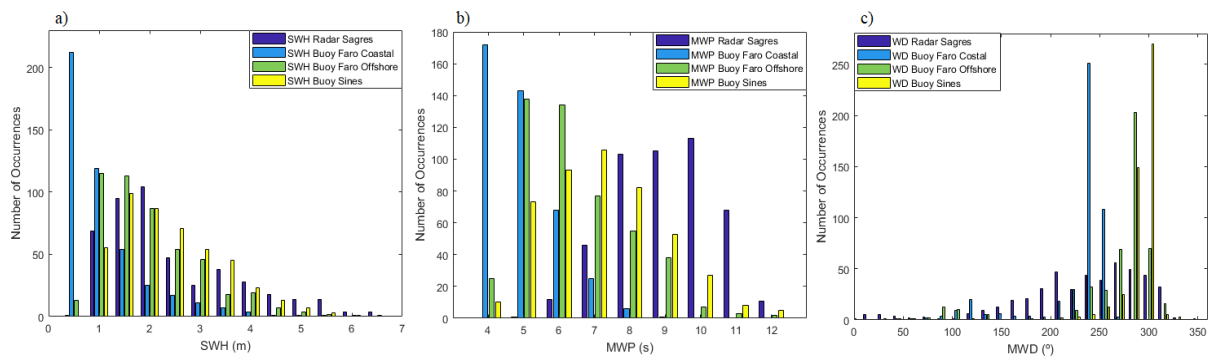 a)
SWH Radar Sagres
SWH Buoy Faro Coastal
SWH Buoy Faro Offshore
SWH Buoy Sines
Number of Occurrences
200
150
100
50
0
0 1 2 3 4 5 6 7
SWH (m)
b)
MWP Radar Sagres
MWP Buoy Faro Coastal
MWP Buoy Faro Offshore
MWP Buoy Sines
Number of Occurrences
180
160
140
120
100
80
60
40
20
0
4 5 6 7 8 9 10 11 12
MWP (s)
c)
WD Radar Sagres
WD Buoy Faro Costal
WD Buoy Faro Offshore
WD Buoy Sines
Number of Occurrences
250
200
150
100
50
0
0 50 100 150 200 250 300 350
MWD (º)